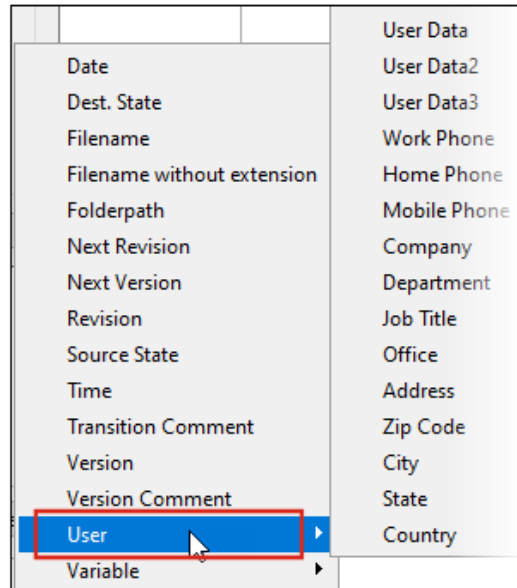 Date
Dest. State
Filename
Filename without extension
Folderpath
Next Revision
Next Version
Revision
Source State
Time
Transition Comment
Version
Version Comment
User
Variable
User Data
User Data2
User Data3
Work Phone
Home Phone
Mobile Phone
Company
Department
Job Title
Office
Address
Zip Code
City
State
Country